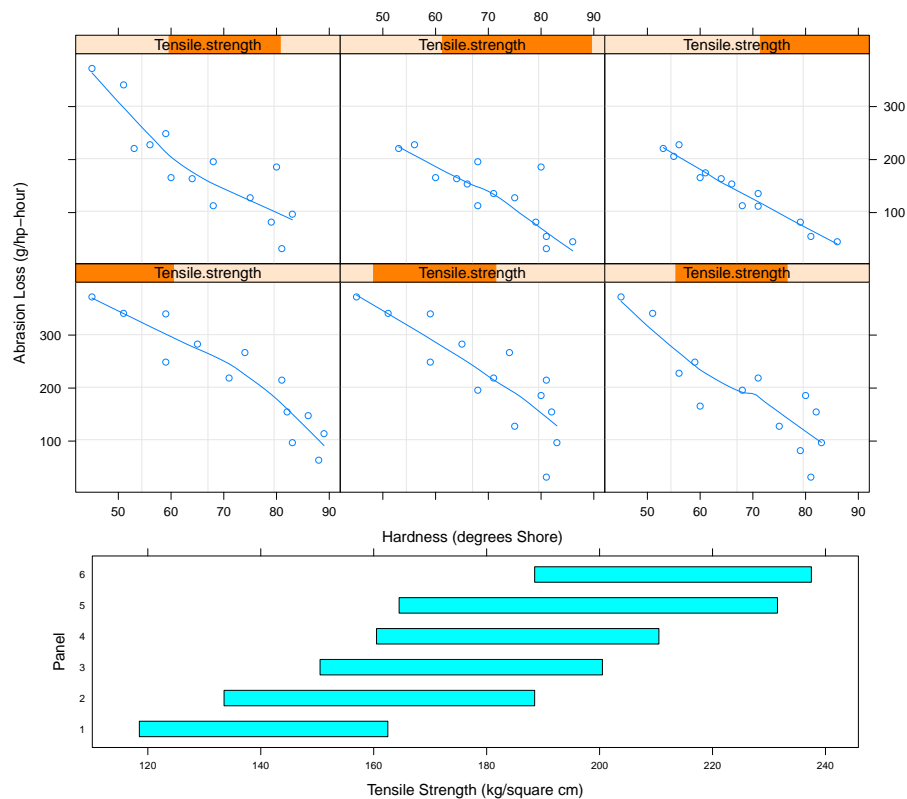 50 70 90
Tensile.strength Tensile.strength Tensile.strength
300
200
100
Tensile.strength Tensile.strength Tensile.strength
300
200
100
50 60 70 80 90 50 60 70 80 90
Abrasion Loss (g/hp−hour)
Hardness (degrees Shore)
6
5
4
3
2
1
Panel
120 140 160 180 200 220 240
Tensile Strength (kg/square cm)